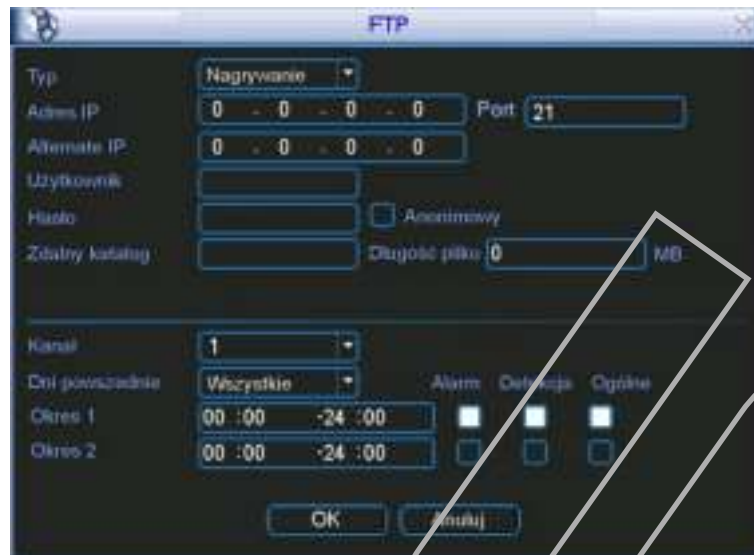 FTP
Typ Nagrywanie
Adres IP 0 . 0 . 0 . 0 Port 21
Alternate IP 0 . 0 . 0 . 0
Użytkownik
Hasło Anonimowy
Zdalny katalog Długość pliku 0 MB
Kanał 1
Dni powszednie Wszystkie Alarm Detekcja Ogólne
Okres 1 00 :00 -24 :00
Okres 2 00 :00 -24 :00
OK Anuluj